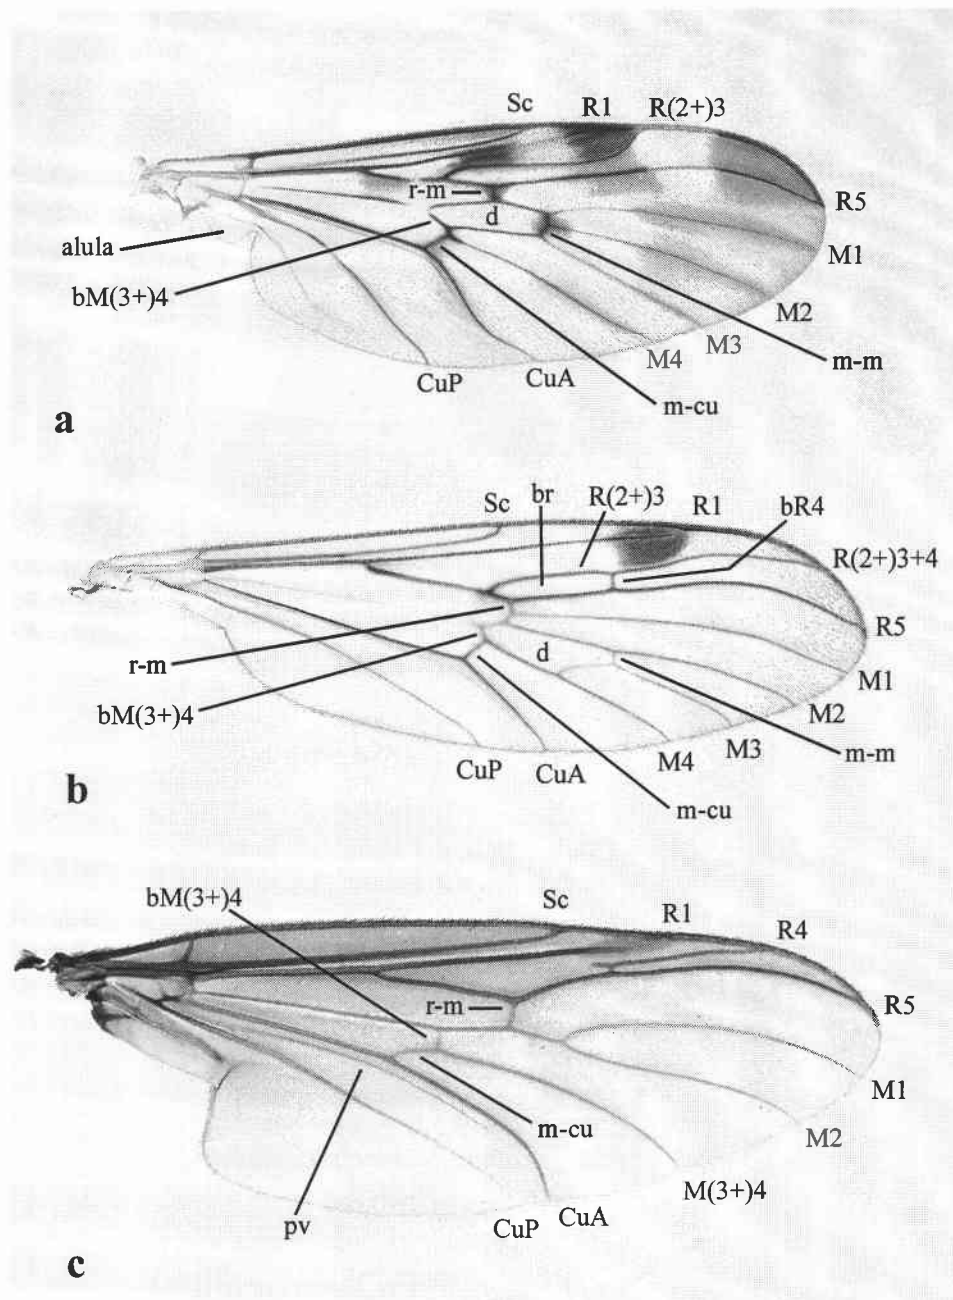 Sc R1 R(2+)3
r-m
d
R5
alula
M1
bM(3+)4
M2
M3
M4
m-m
CuP CuA
m-cu
a
Sc br R(2+)3 R1 bR4
R(2+)3+4
R5
r-m
d
M1
bM(3+)4
M2
M3
m-m
CuP CuA M4
m-cu
b
bM(3+)4
Sc
R1
R4
r-m
R5
M1
m-cu
M2
M(3+)4
pv
CuP CuA
c